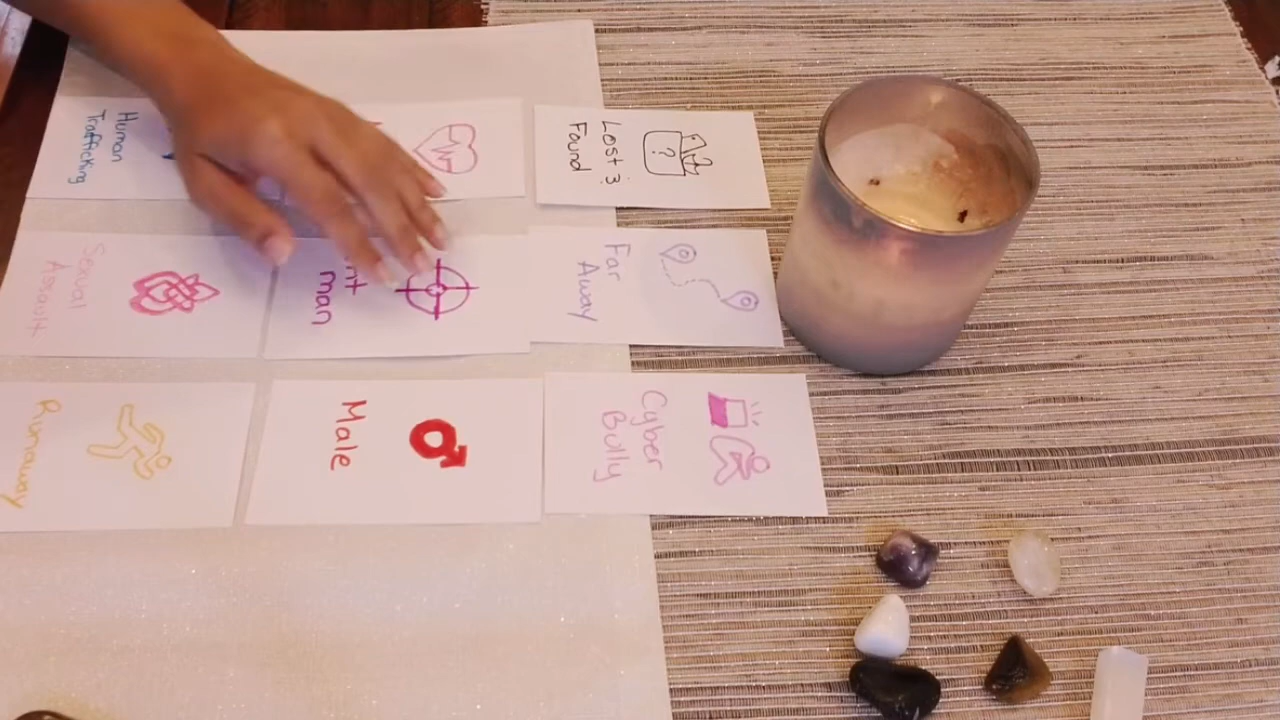 Human
Trafficking
Lost &
Found
Sexual
Assault
man
Far
Away
Runaway
Male
Cyber
Bully
?